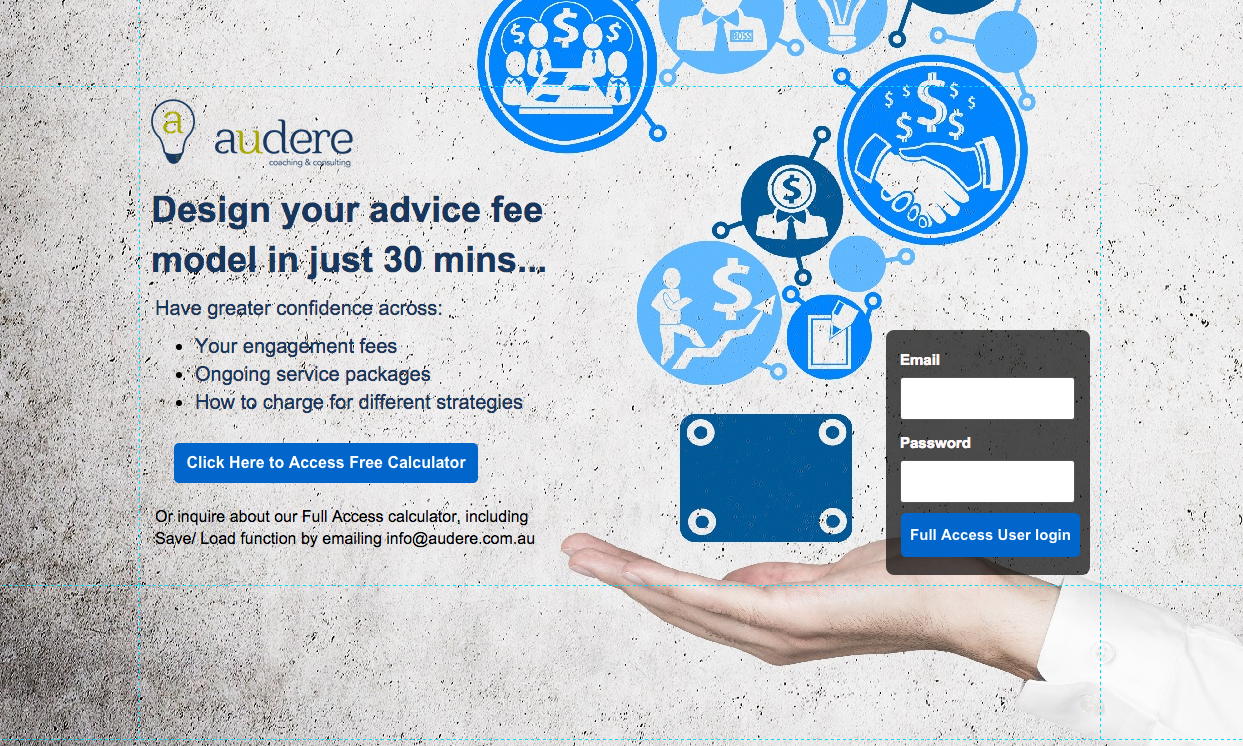 BOSS
a
audere
coaching & consulting
Design your advice fee
model in just 30 mins...
Have greater confidence across:
• Your engagement fees
• Ongoing service packages
• How to charge for different strategies
Click Here to Access Free Calculator
Or inquire about our Full Access calculator, including
Save/ Load function by emailing info@audere.com.au
Email
Password
Full Access User login